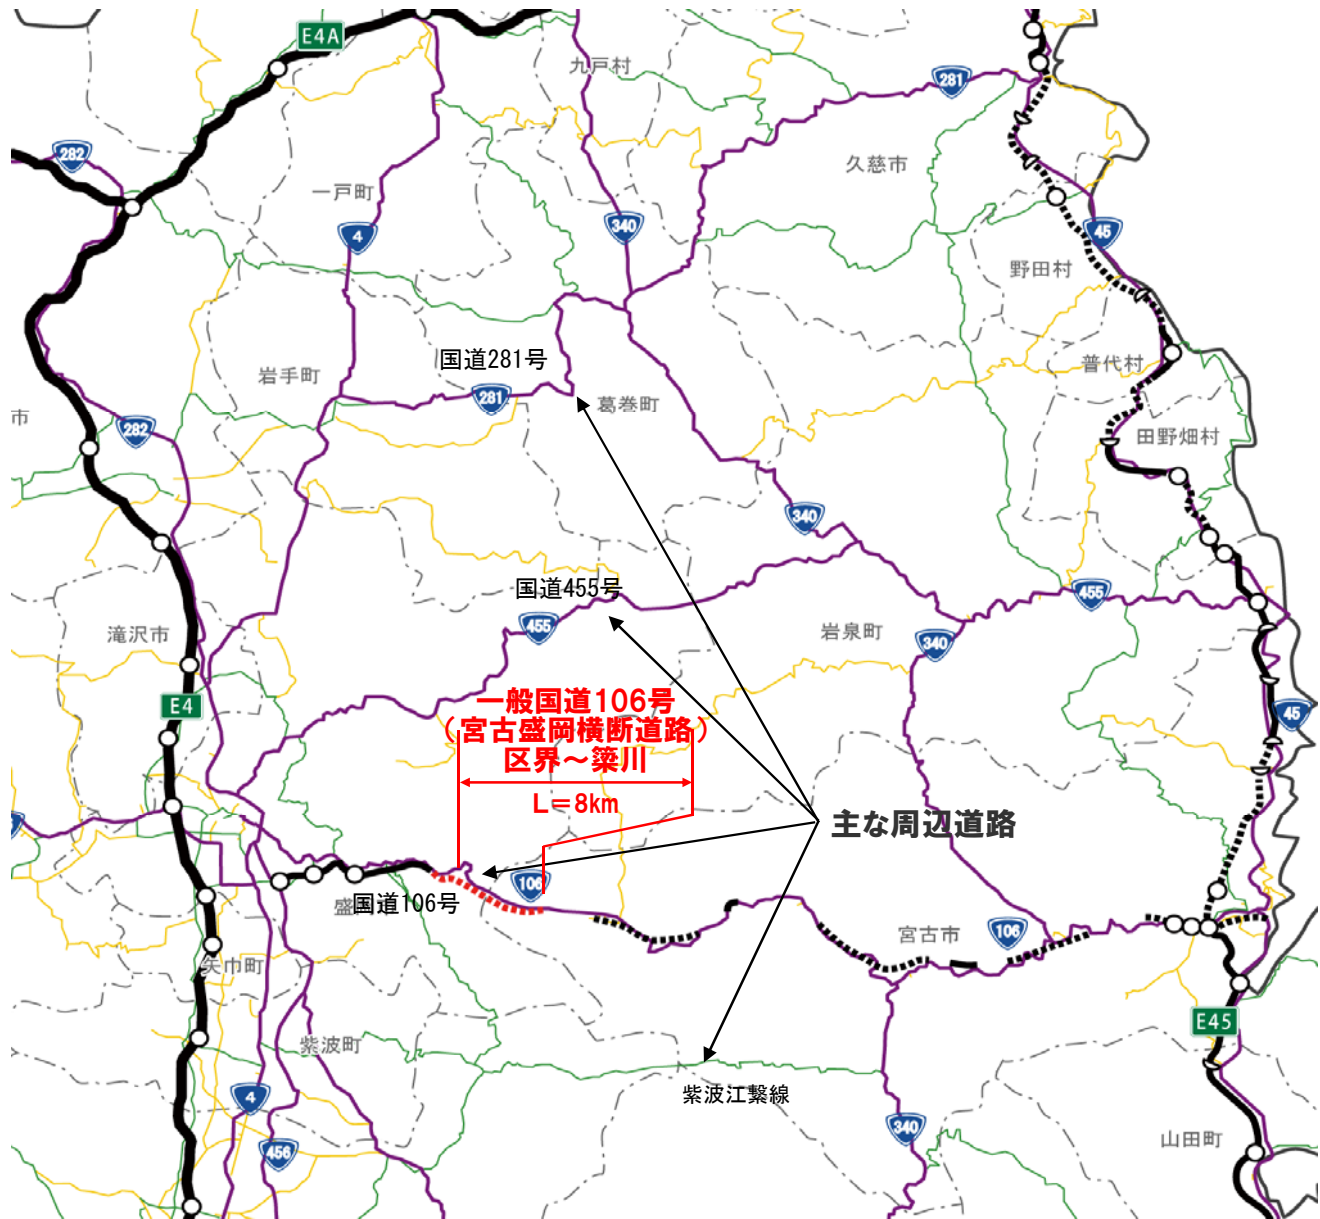 E4A
九戸村
281
282
久慈市
一戸町
340
4
45
野田村
国道281号
普代村
岩手町
281
葛巻町
市
282
田野畑村
340
国道455号
455
455
滝沢市
岩泉町
340
E4
一般国道106号
（宮古盛岡横断道路）
区界～簗川
L=8km
45
主な周辺道路
106
国道106号
盛
宮古市
106
矢巾町
E45
紫波町
紫波江繋線
4
340
山田町
456